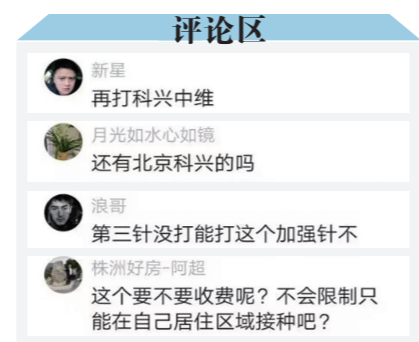 评论区
新星
再打科兴中维
月光如水心如镜
还有北京科兴的吗
浪哥
第三针没打能打这个加强针不
株洲好房-阿超
这个要不要收费呢？不会限制只
能在自己居住区域接种吧？